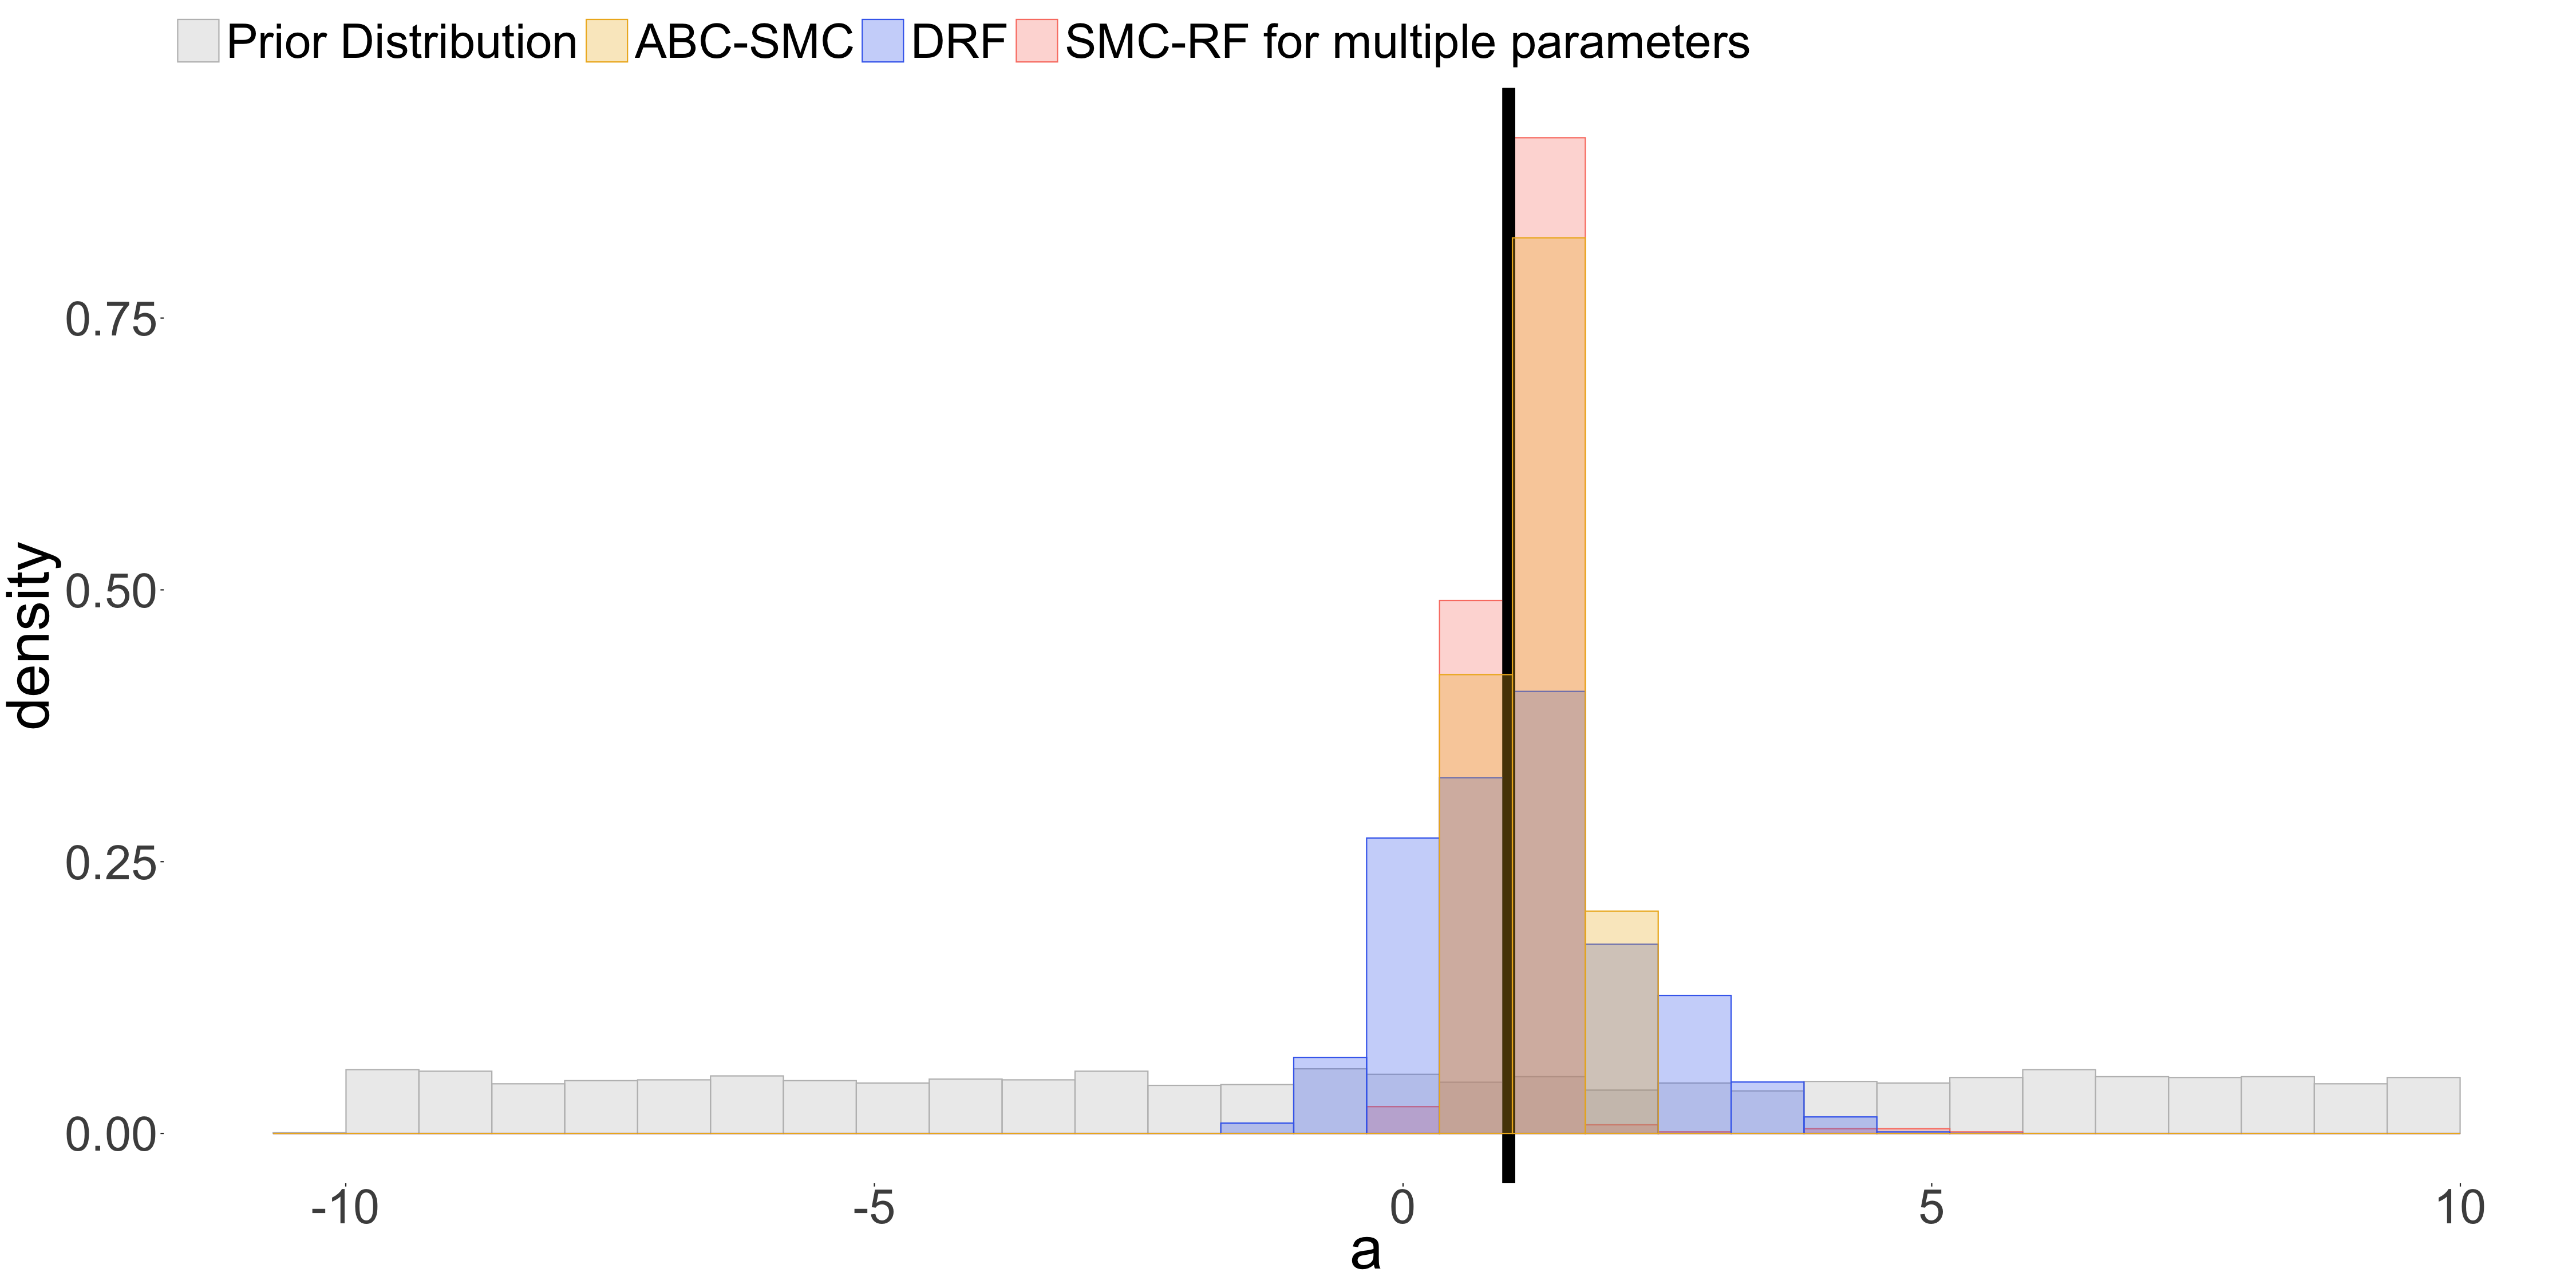 Prior Distribution ABC-SMC DRF SMC-RF for multiple parameters
density
0.75
0.50
0.25
0.00
-10 -5 0 5 10
a